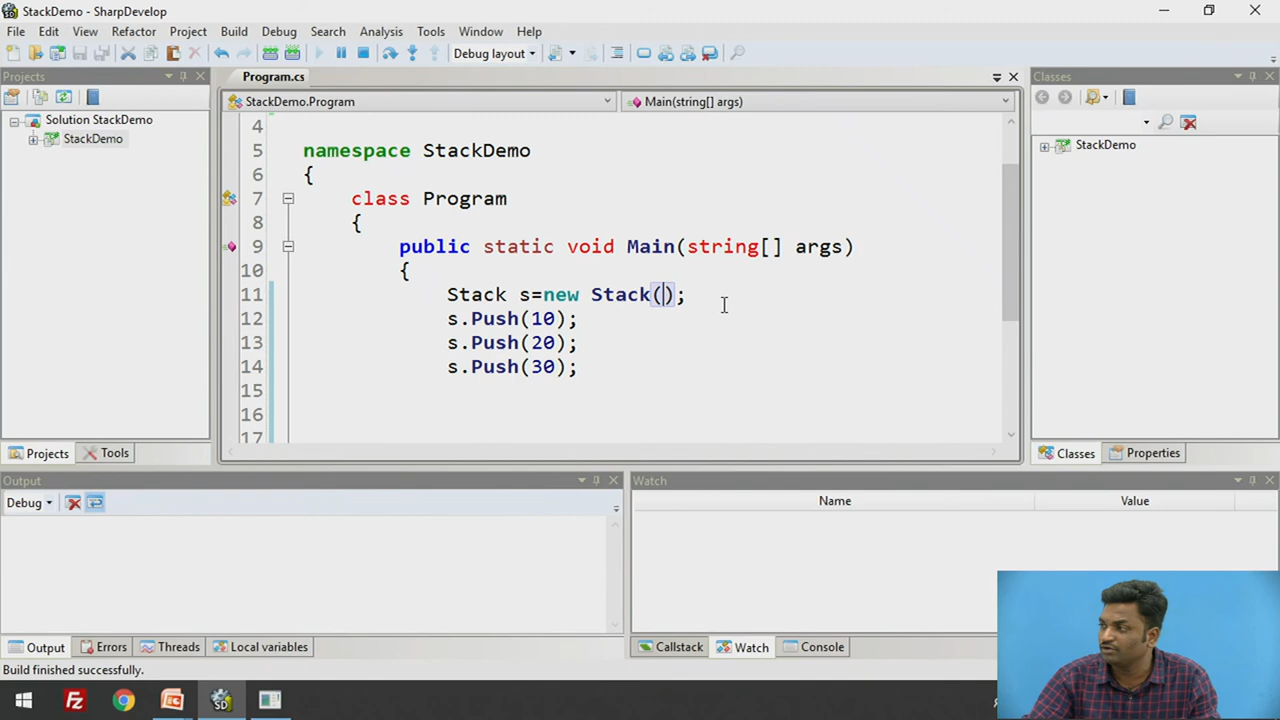 StackDemo - SharpDevelop
File Edit View Refactor Project Build Debug Search Analysis Tools Window Help
Debug layout
Projects
Program.cs
Classes
StackDemo.Program
Main(string[] args)
Solution StackDemo
StackDemo
StackDemo
4
5 namespace StackDemo
6 {
7 class Program
8 {
9 public static void Main(string[] args)
10 {
11 Stack s=new Stack();
12 s.Push(10);
13 s.Push(20);
14 s.Push(30);
15
16
17
Projects Tools
Classes Properties
Output
Watch
Debug
Name Value
Output Errors Threads Local variables
Callstack Watch Console
Build finished successfully.
Fz
SD